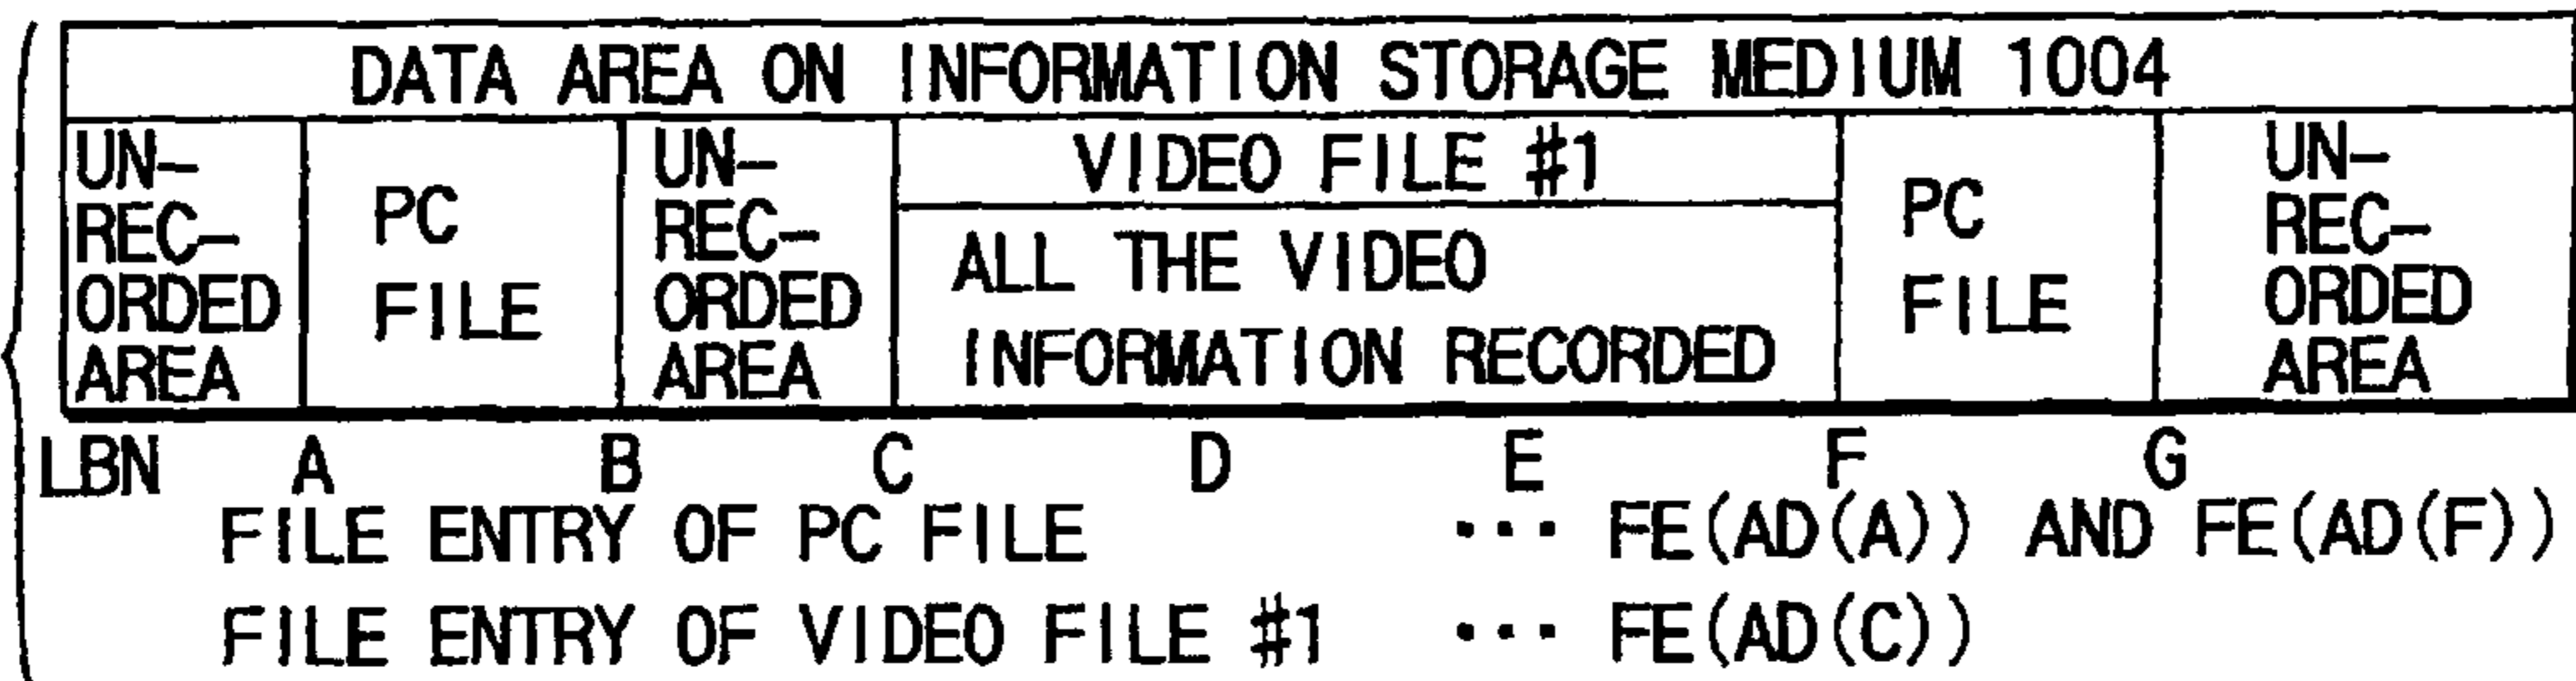 DATA AREA ON INFORMATION STORAGE MEDIUM 1004
UN-
REC-
ORDED
AREA
PC
FILE
UN-
REC-
ORDED
AREA
VIDEO FILE #1
ALL THE VIDEO
INFORMATION RECORDED
PC
FILE
UN-
REC-
ORDED
AREA
LBN A B C D E F G
FILE ENTRY OF PC FILE ... FE(AD(A)) AND FE(AD(F))
FILE ENTRY OF VIDEO FILE #1 ... FE(AD(C))